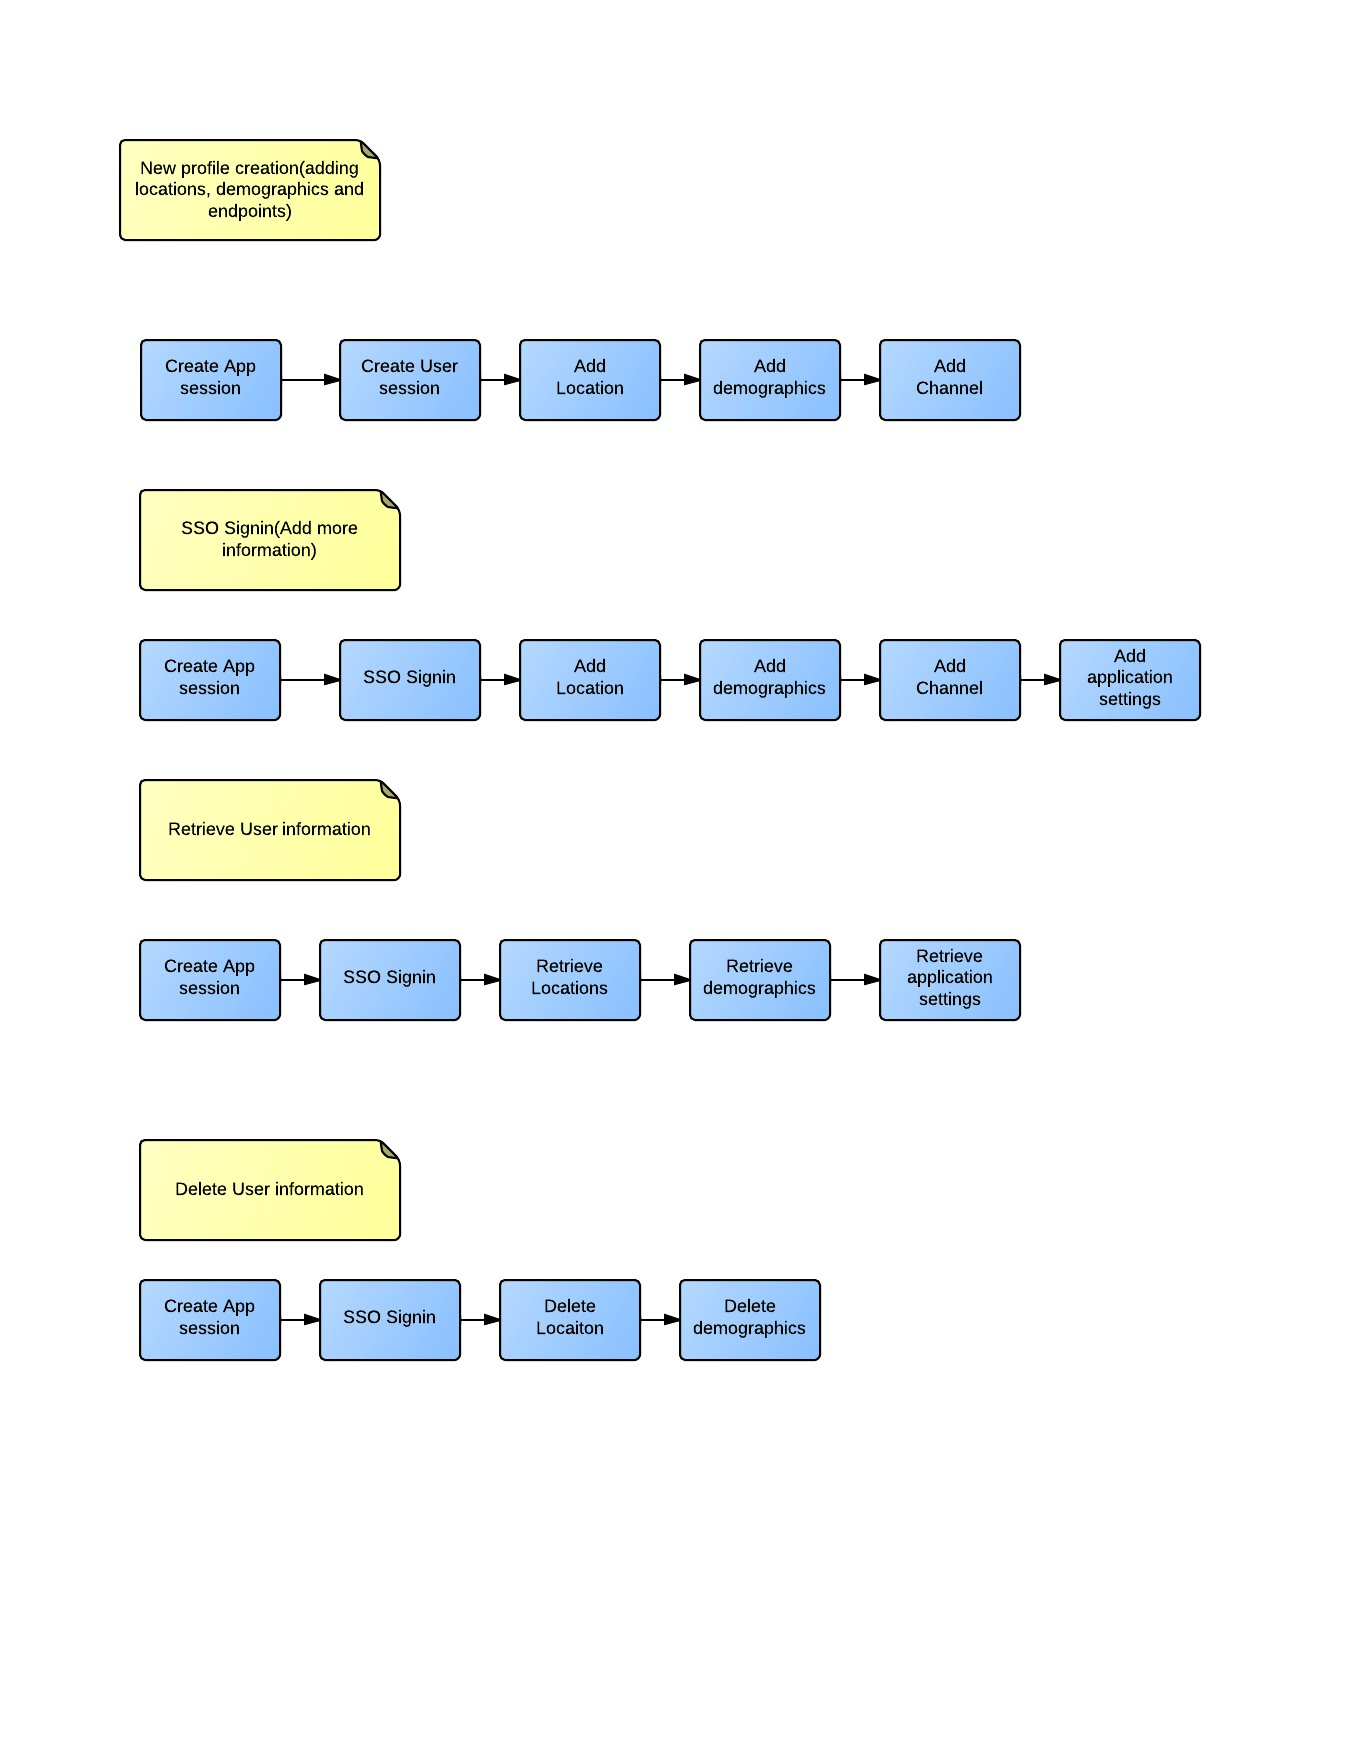 New profile creation(adding
locations, demographics and
endpoints)
Create App
session
Create User
session
Add
Location
Add
demographics
Add
Channel
SSO Signin(Add more
information)
Create App
session
SSO Signin
Add
Location
Add
demographics
Add
Channel
Add
application
settings
Retrieve User information
Create App
session
SSO Signin
Retrieve
Locations
Retrieve
demographics
Retrieve
application
settings
Delete User information
Create App
session
SSO Signin
Delete
Locaiton
Delete
demographics